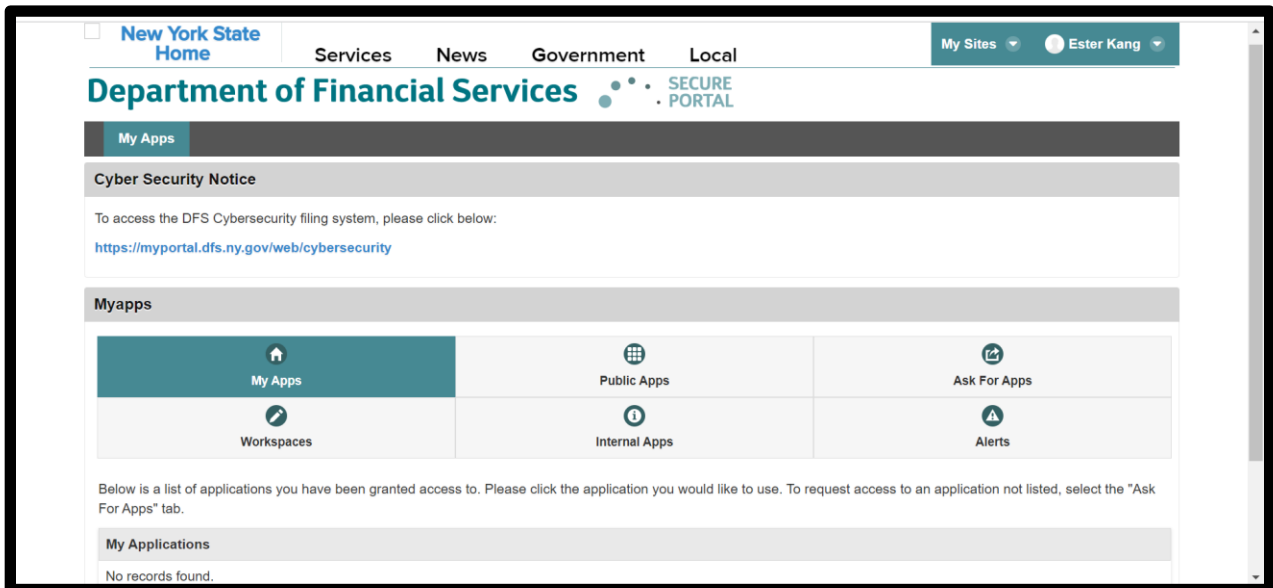 New York State
Home
Services News Government Local
My Sites Ester Kang
Department of Financial Services SECURE
PORTAL
My Apps
Cyber Security Notice
To access the DFS Cybersecurity filing system, please click below:
https://myportal.dfs.ny.gov/web/cybersecurity
Myapps
My Apps Public Apps Ask For Apps
Workspaces Internal Apps Alerts
Below is a list of applications you have been granted access to. Please click the application you would like to use. To request access to an application not listed, select the "Ask
For Apps" tab.
My Applications
No records found.